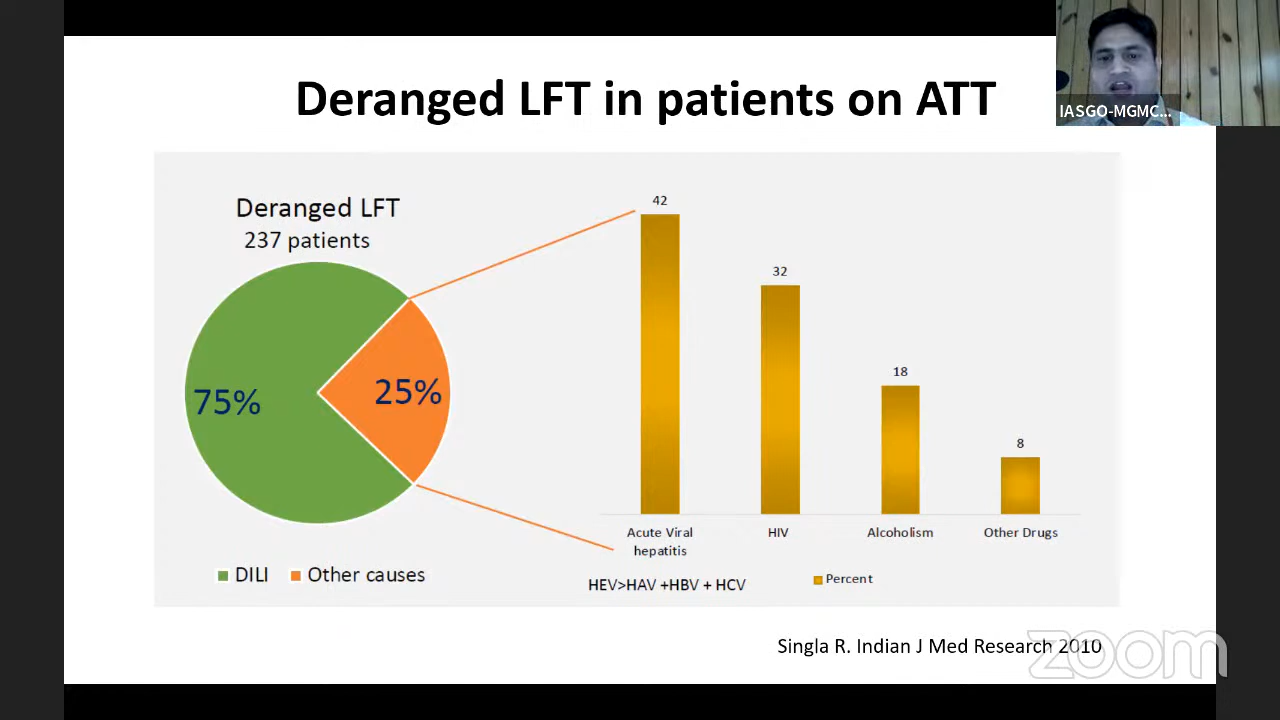 Deranged LFT in patients on ATT
IASGO-MGMC...
Deranged LFT
237 patients
75%
25%
DILI
Other causes
42
32
18
8
Acute Viral
hepatitis
HIV
Alcoholism
Other Drugs
HEV>HAV +HBV + HCV
Percent
Singla R. Indian J Med Research 2010
zoom